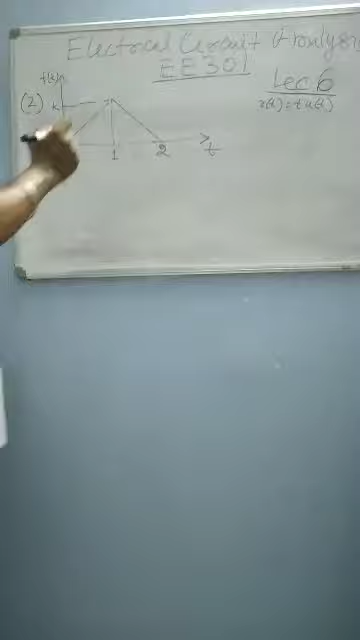 Electrical Circuit Analysis
EE301
Lec 6
r(t) = t u(t)
f(t)
(2) K
1 2
t